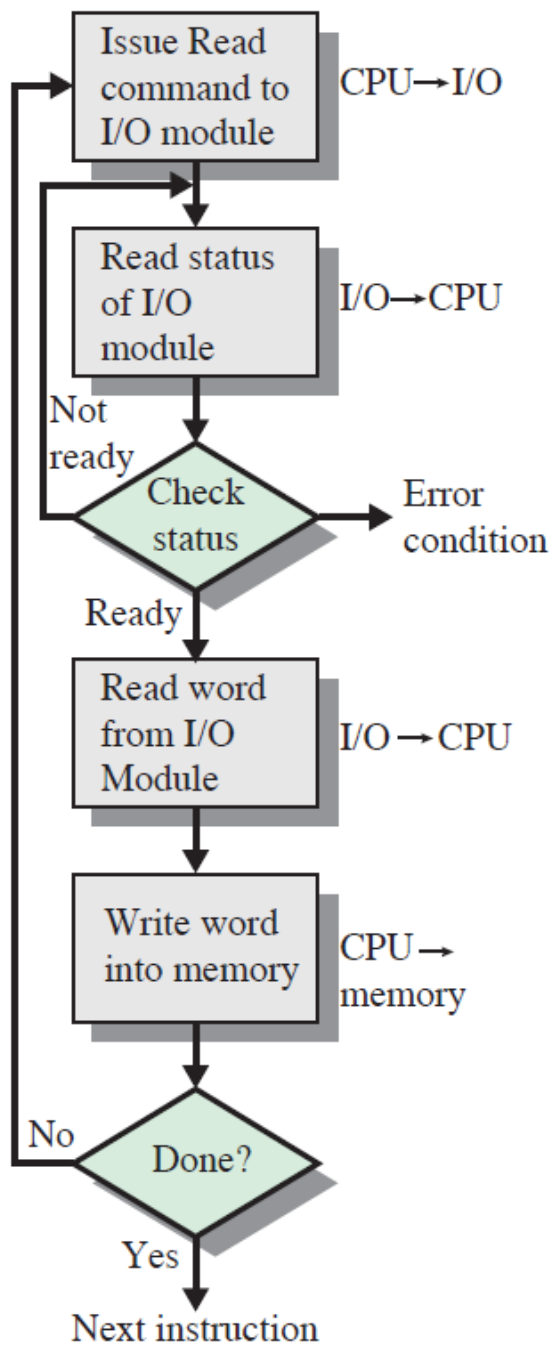 Issue Read
command to
I/O module
CPU→I/O
Read status
of I/O
module
I/O→CPU
Not
ready
Check
status
Error
condition
Ready
Read word
from I/O
Module
I/O → CPU
Write word
into memory
CPU →
memory
No
Done?
Yes
Next instruction